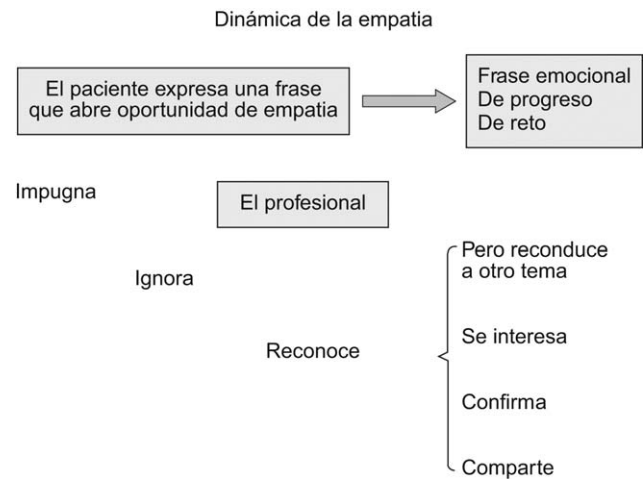 Dinámica de la empatia
El paciente expresa una frase
que abre oportunidad de empatia
Frase emocional
De progreso
De reto
Impugna
El profesional
Ignora
Reconoce
Pero reconduce
a otro tema
Se interesa
Confirma
Comparte